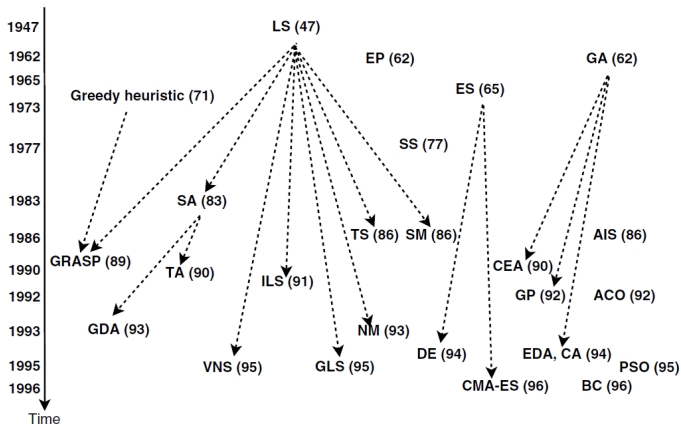 1947
LS (47)
1962
EP (62)
GA (62)
1965
ES (65)
Greedy heuristic (71)
1973
SS (77)
1977
1983
SA (83)
1986
TS (86)
SM (86)
AIS (86)
GRASP (89)
1990
TA (90)
CEA (90)
ILS (91)
1992
GP (92)
ACO (92)
1993
GDA (93)
NM (93)
DE (94)
EDA, CA (94)
1995
VNS (95)
GLS (95)
PSO (95)
1996
CMA-ES (96)
BC (96)
Time